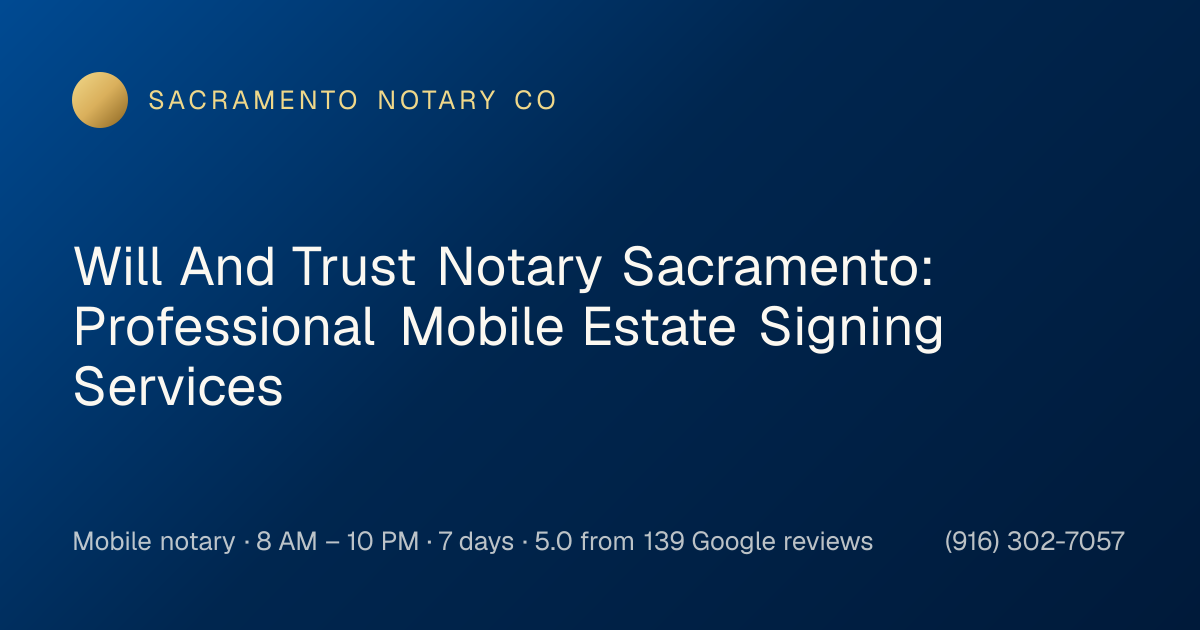 SACRAMENTO NOTARY CO
Will And Trust Notary Sacramento:
Professional Mobile Estate Signing
Services
Mobile notary · 8 AM – 10 PM · 7 days · 5.0 from 139 Google reviews (916) 302-7057